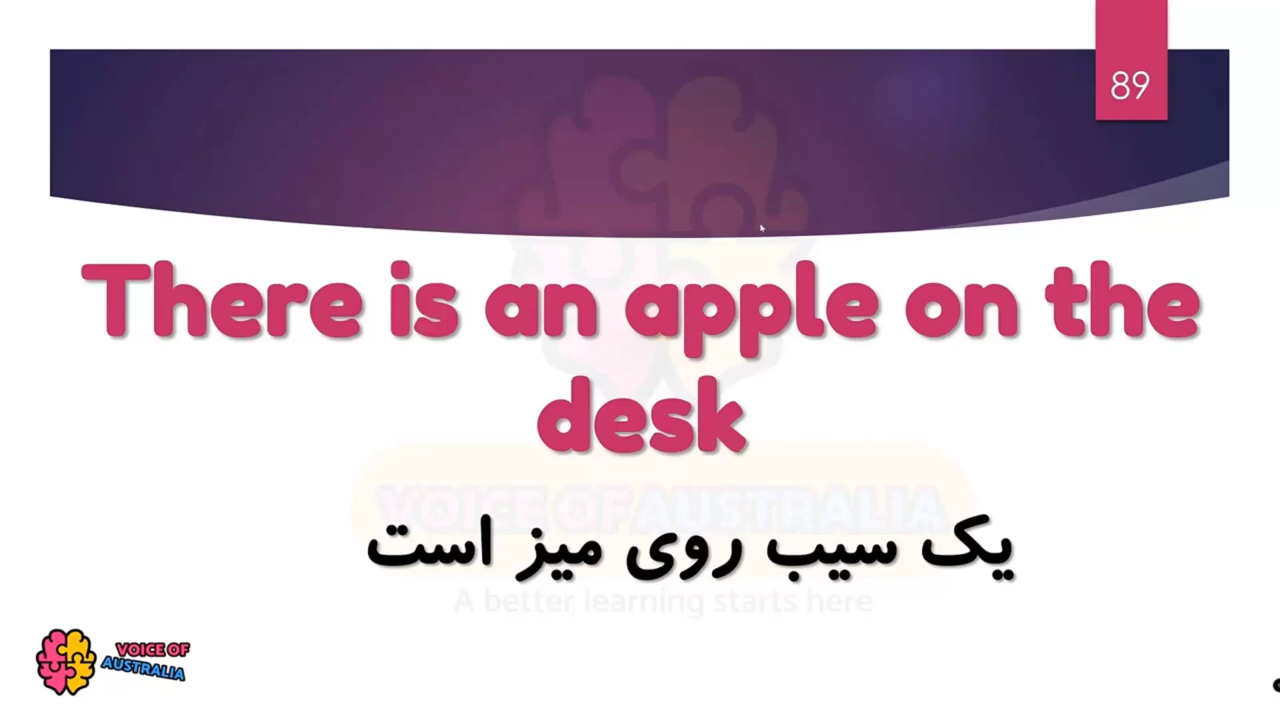 89
There is an apple on the
desk
یک سیب روی میز است
VOICE OF AUSTRALIA
A better learning starts here
VOICE OF
AUSTRALIA